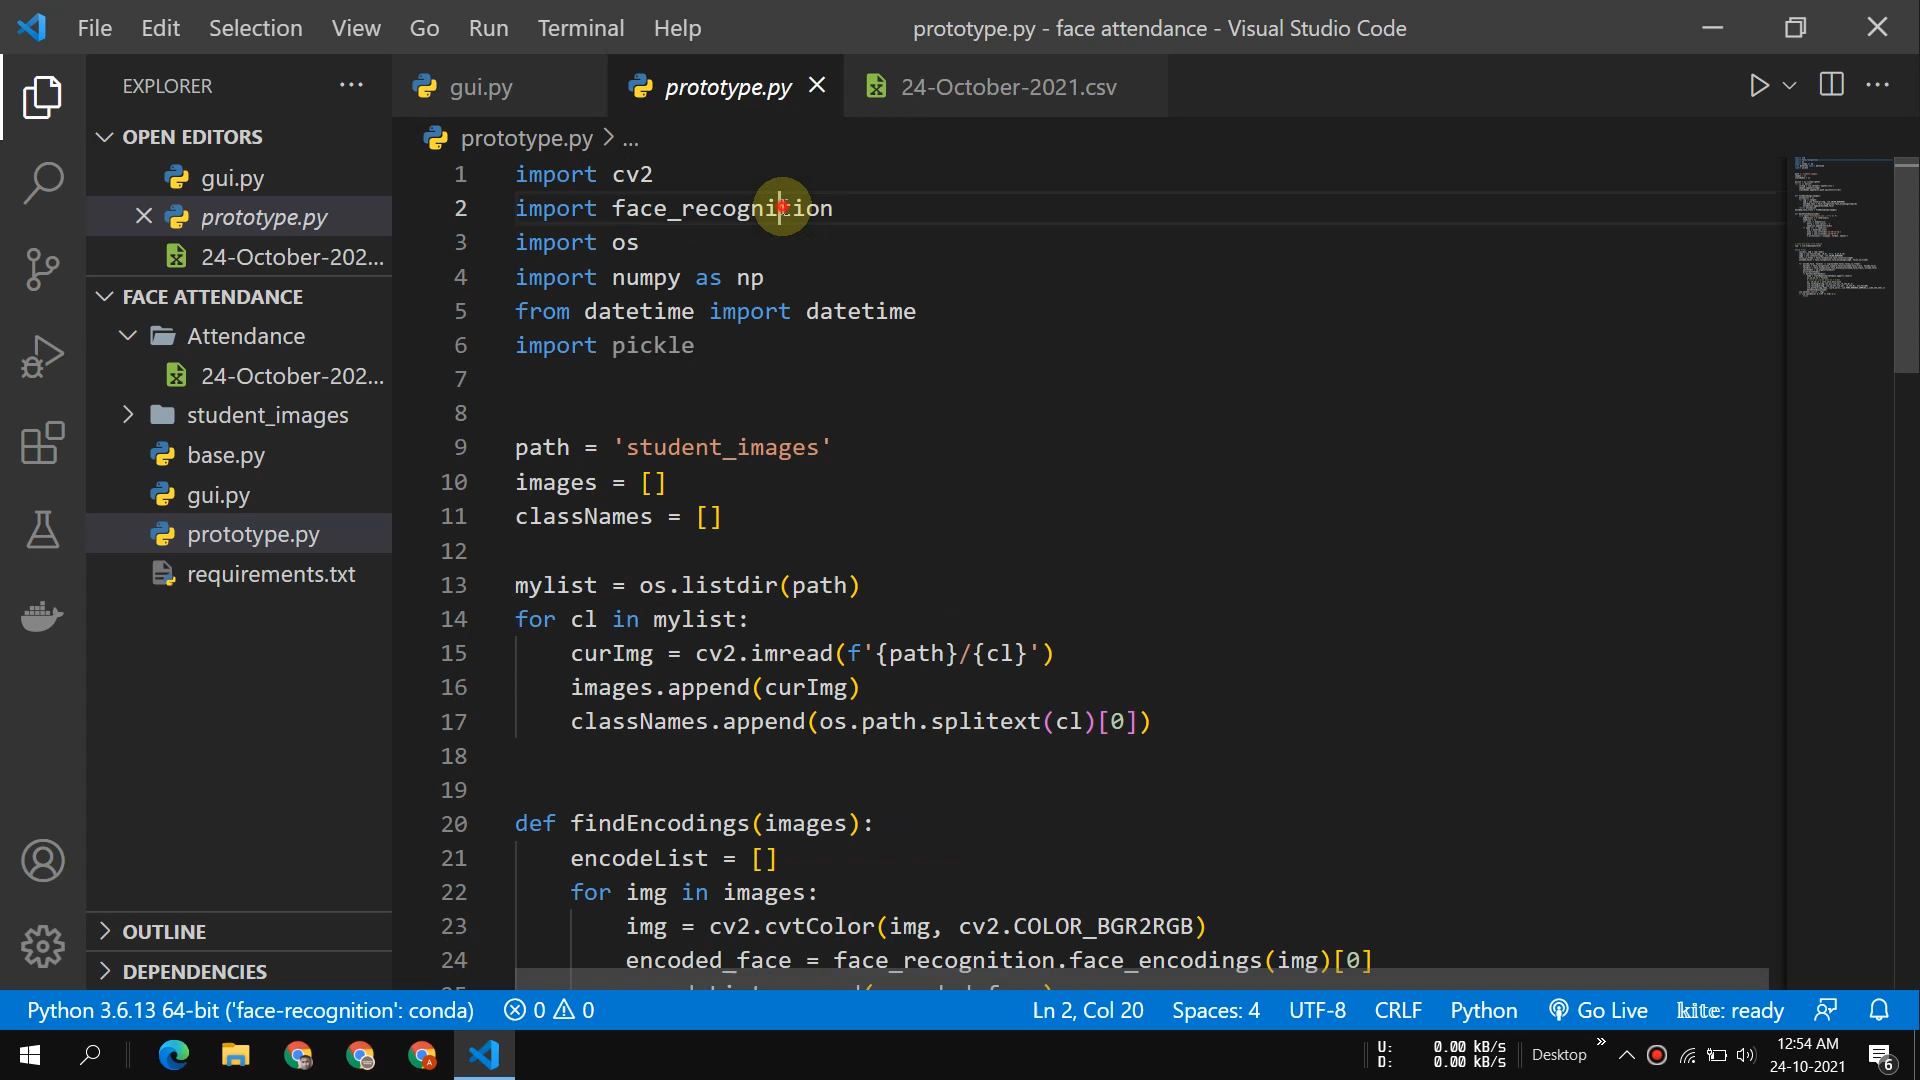 File Edit Selection View Go Run Terminal Help
prototype.py - face attendance - Visual Studio Code
EXPLORER
OPEN EDITORS
gui.py
prototype.py
24-October-202...
FACE ATTENDANCE
Attendance
24-October-202...
student_images
base.py
gui.py
prototype.py
requirements.txt
OUTLINE
DEPENDENCIES
gui.py prototype.py 24-October-2021.csv
prototype.py > ...
1 import cv2
2 import face_recognition
3 import os
4 import numpy as np
5 from datetime import datetime
6 import pickle
7
8
9 path = 'student_images'
10 images = []
11 classNames = []
12
13 mylist = os.listdir(path)
14 for cl in mylist:
15 curImg = cv2.imread(f'{path}/{cl}')
16 images.append(curImg)
17 classNames.append(os.path.splitext(cl)[0])
18
19
20 def findEncodings(images):
21 encodeList = []
22 for img in images:
23 img = cv2.cvtColor(img, cv2.COLOR_BGR2RGB)
24 encoded_face = face_recognition.face_encodings(img)[0]
Python 3.6.13 64-bit ('face-recognition': conda) 0 0 Ln 2, Col 20 Spaces: 4 UTF-8 CRLF Python Go Live kite: ready
U: 0.00 kB/s
D: 0.00 kB/s
Desktop »
12:54 AM
24-10-2021
6